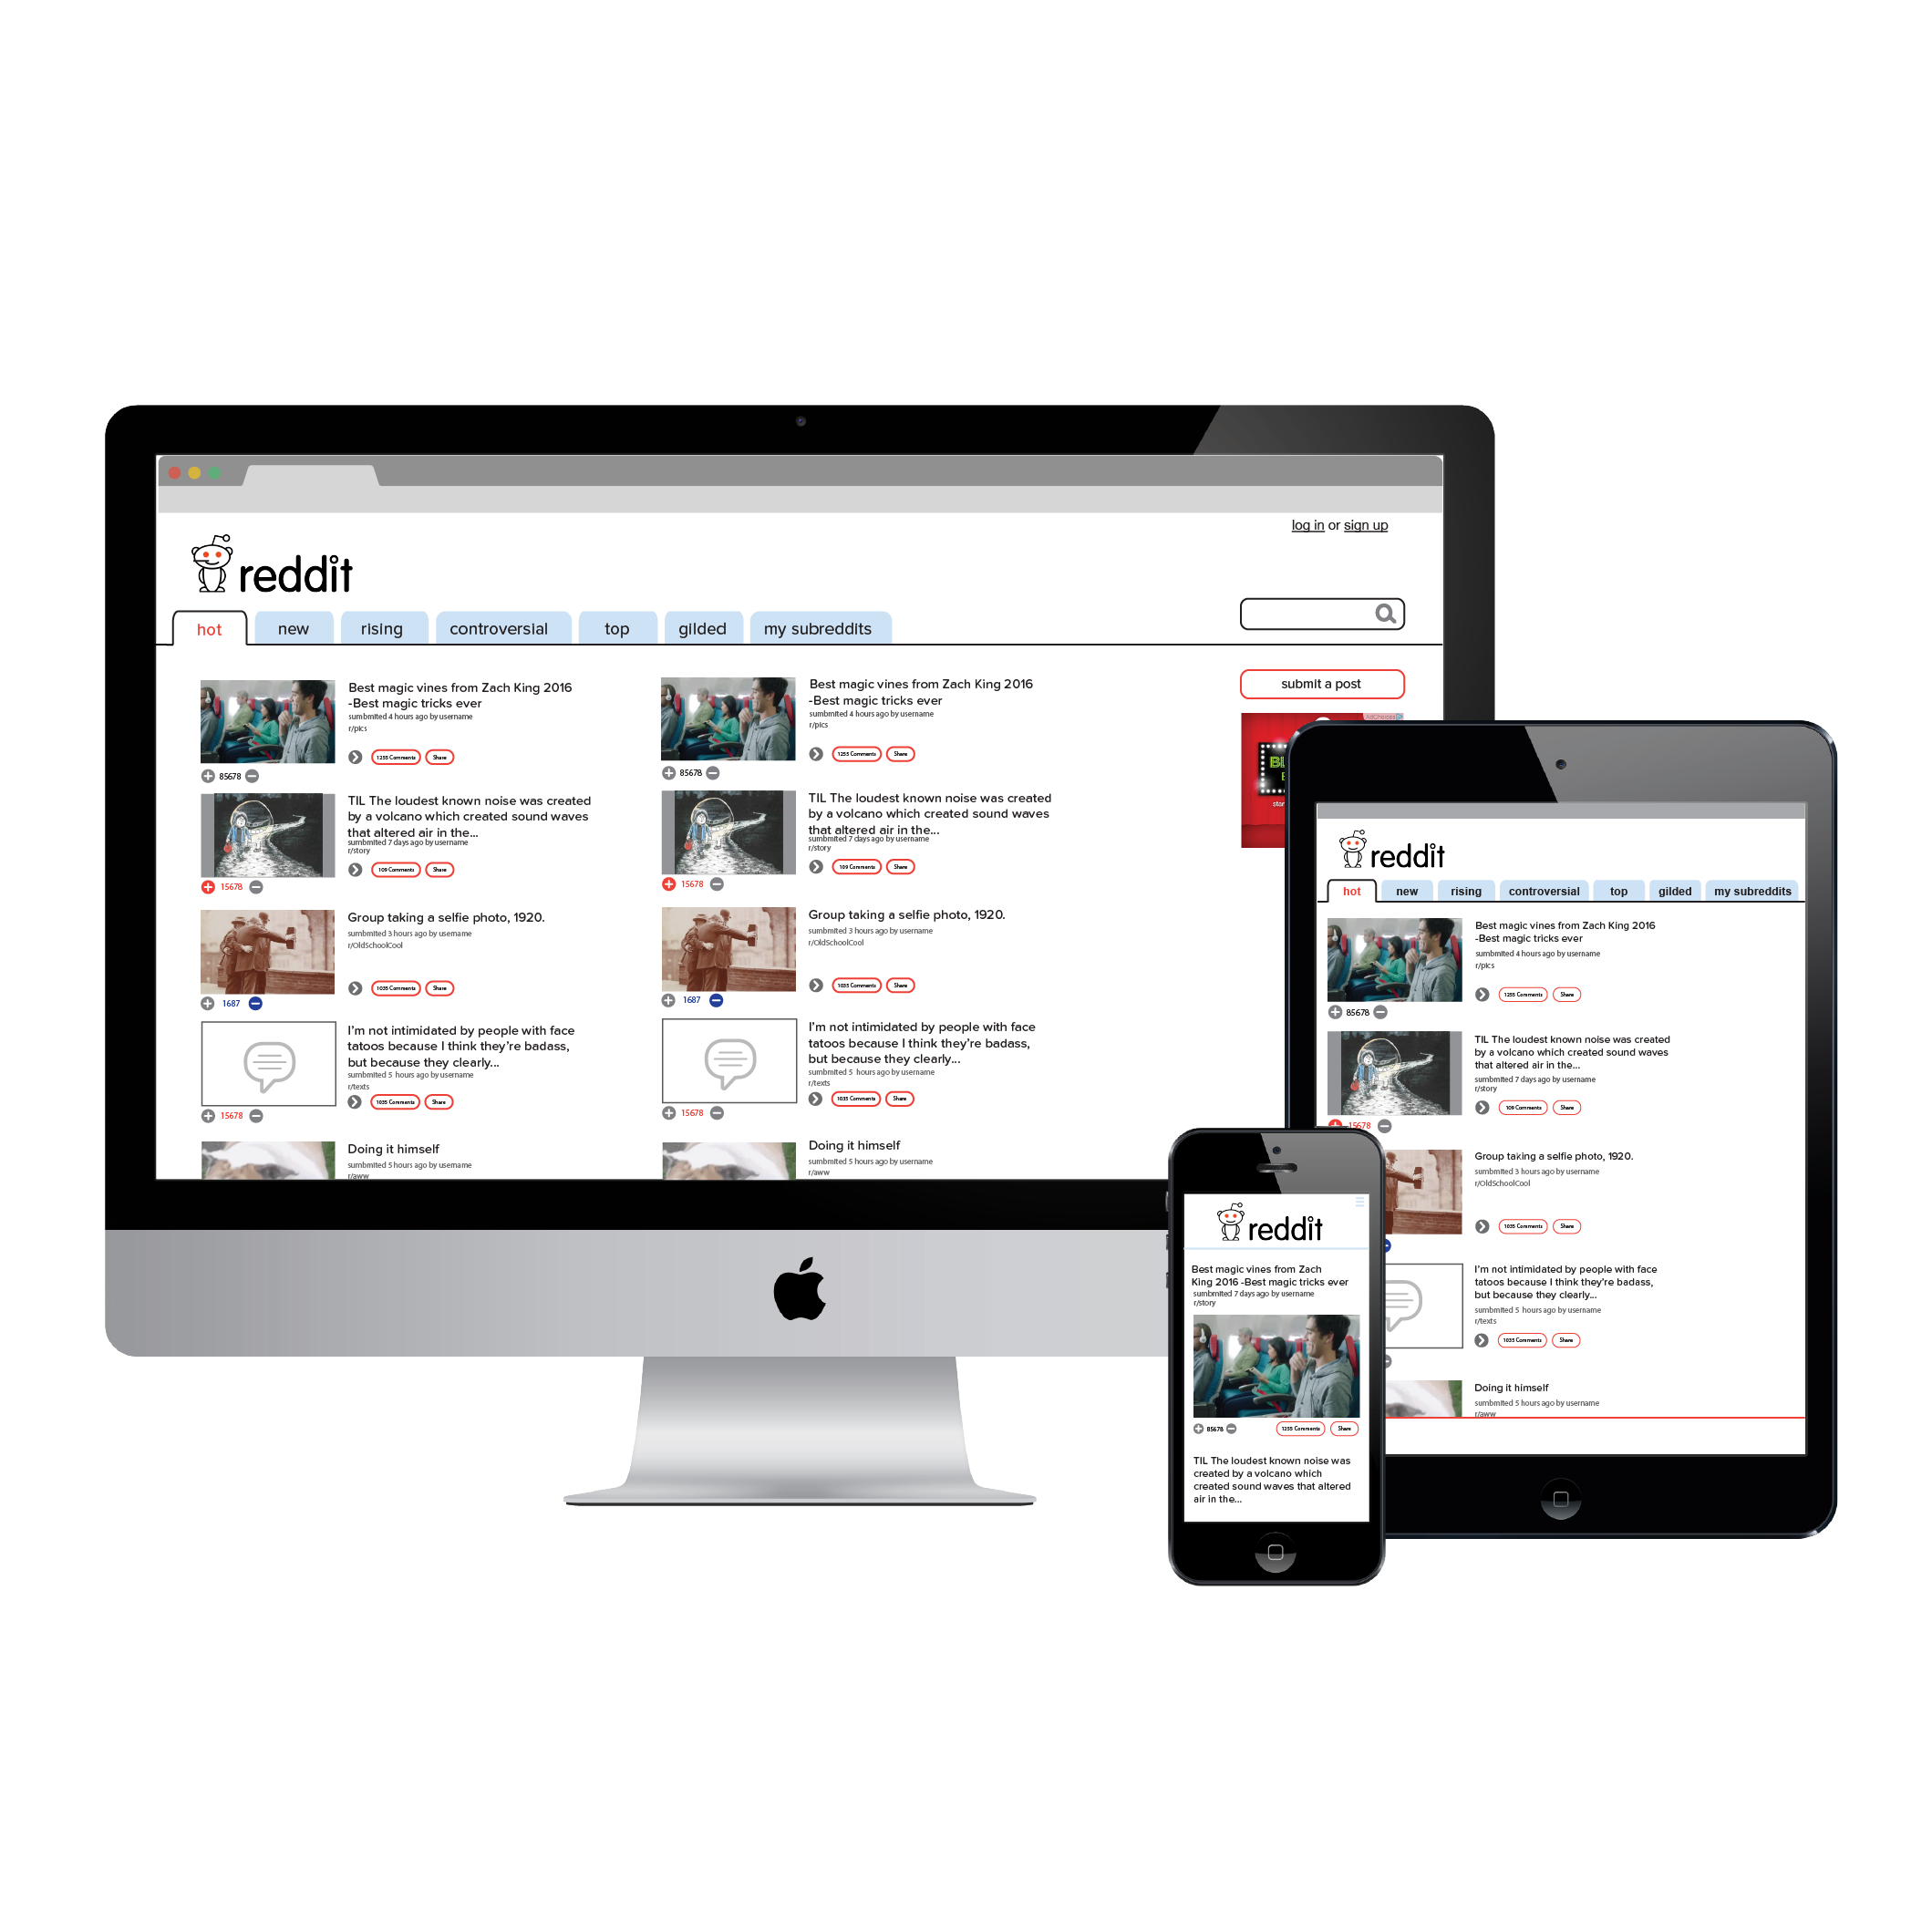 log in or sign up
reddit
hot
new
rising
controversial
top
gilded
my subreddits
submit a post
Best magic vines from Zach King 2016
-Best magic tricks ever
sumbmited 4 hours ago by username
r/pics
1255 Comments
Share
85678
TIL The loudest known noise was created
by a volcano which created sound waves
that altered air in the...
sumbmited 7 days ago by username
r/story
109 Comments
Share
15678
Group taking a selfie photo, 1920.
sumbmited 3 hours ago by username
r/OldSchoolCool
1035 Comments
Share
1687
I'm not intimidated by people with face
tatoos because I think they're badass,
but because they clearly...
sumbmited 5 hours ago by username
r/texts
1035 Comments
Share
15678
Doing it himself
sumbmited 5 hours ago by username
r/aww
Best magic vines from Zach King 2016
-Best magic tricks ever
sumbmited 4 hours ago by username
r/pics
1255 Comments
Share
85678
TIL The loudest known noise was created
by a volcano which created sound waves
that altered air in the...
sumbmited 7 days ago by username
r/story
109 Comments
Share
15678
Group taking a selfie photo, 1920.
sumbmited 3 hours ago by username
r/OldSchoolCool
1035 Comments
Share
1687
I'm not intimidated by people with face
tatoos because I think they're badass,
but because they clearly...
sumbmited 5 hours ago by username
r/texts
1035 Comments
Share
15678
Doing it himself
sumbmited 5 hours ago by username
r/aww
AdChoices
reddit
hot
new
rising
controversial
top
gilded
my subreddits
Best magic vines from Zach King 2016
-Best magic tricks ever
sumbmited 4 hours ago by username
r/pics
1255 Comments
Share
85678
TIL The loudest known noise was created
by a volcano which created sound waves
that altered air in the...
sumbmited 7 days ago by username
r/story
109 Comments
Share
15678
Group taking a selfie photo, 1920.
sumbmited 3 hours ago by username
r/OldSchoolCool
1035 Comments
Share
I'm not intimidated by people with face
tatoos because I think they're badass,
but because they clearly...
sumbmited 5 hours ago by username
r/texts
1035 Comments
Share
Doing it himself
sumbmited 5 hours ago by username
r/aww
reddit
Best magic vines from Zach
King 2016 -Best magic tricks ever
sumbmited 7 days ago by username
r/story
85678
1255 Comments
Share
TIL The loudest known noise was
created by a volcano which
created sound waves that altered
air in the...